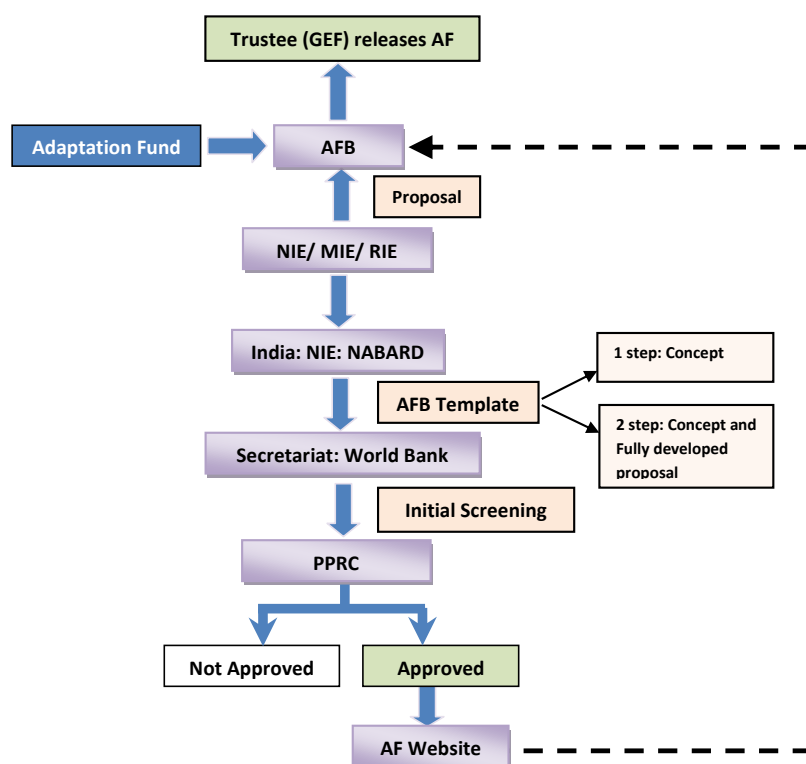 Trustee (GEF) releases AF
Adaptation Fund
AFB
Proposal
NIE/ MIE/ RIE
India: NIE: NABARD
1 step: Concept
AFB Template
2 step: Concept and
Fully developed
proposal
Secretariat: World Bank
Initial Screening
PPRC
Not Approved
Approved
AF Website